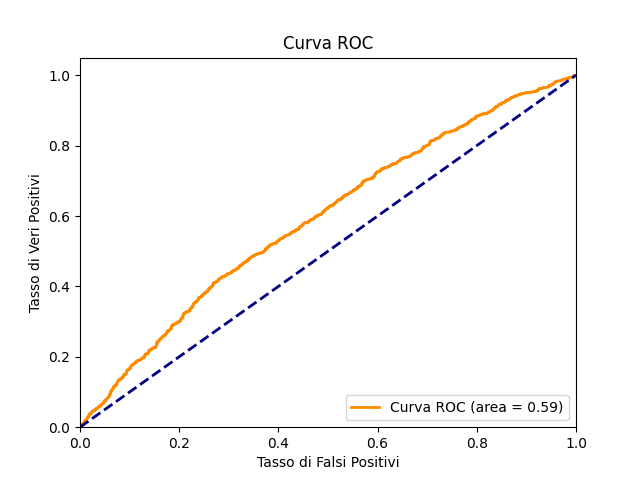 Curva ROC
1.0
0.8
0.6
0.4
0.2
0.0
Tasso di Veri Positivi
0.0 0.2 0.4 0.6 0.8 1.0
Tasso di Falsi Positivi
Curva ROC (area = 0.59)